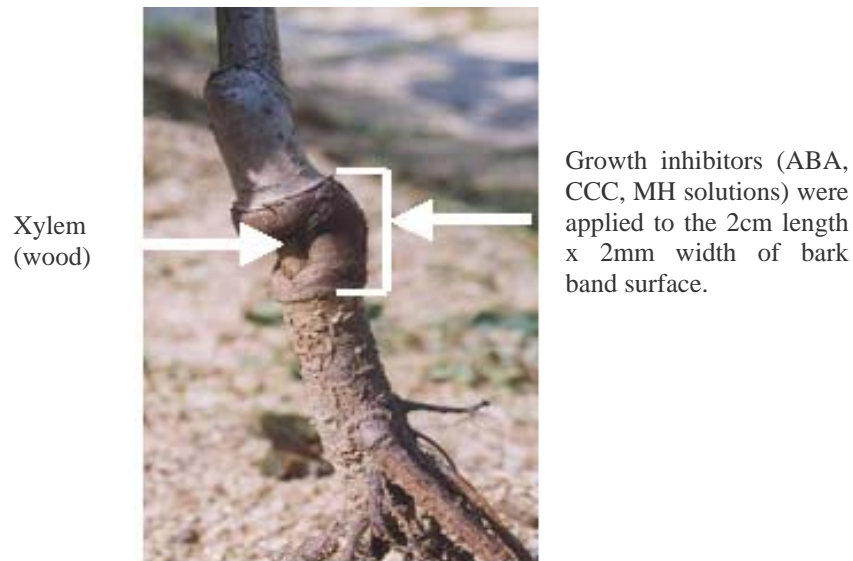 Xylem
(wood)
Growth inhibitors (ABA,
CCC, MH solutions) were
applied to the 2cm length
x 2mm width of bark
band surface.